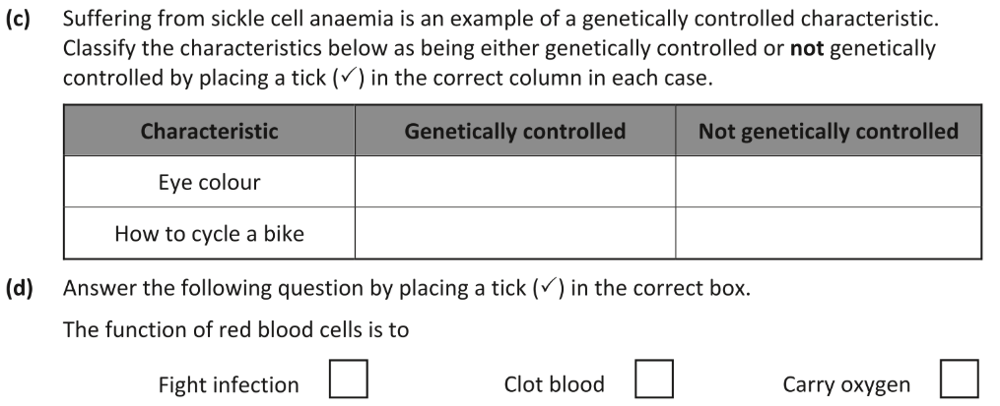 (c) Suffering from sickle cell anaemia is an example of a genetically controlled characteristic.
Classify the characteristics below as being either genetically controlled or not genetically
controlled by placing a tick (✓) in the correct column in each case.
Characteristic Genetically controlled Not genetically controlled
Eye colour
How to cycle a bike
(d) Answer the following question by placing a tick (✓) in the correct box.
The function of red blood cells is to
Fight infection Clot blood Carry oxygen